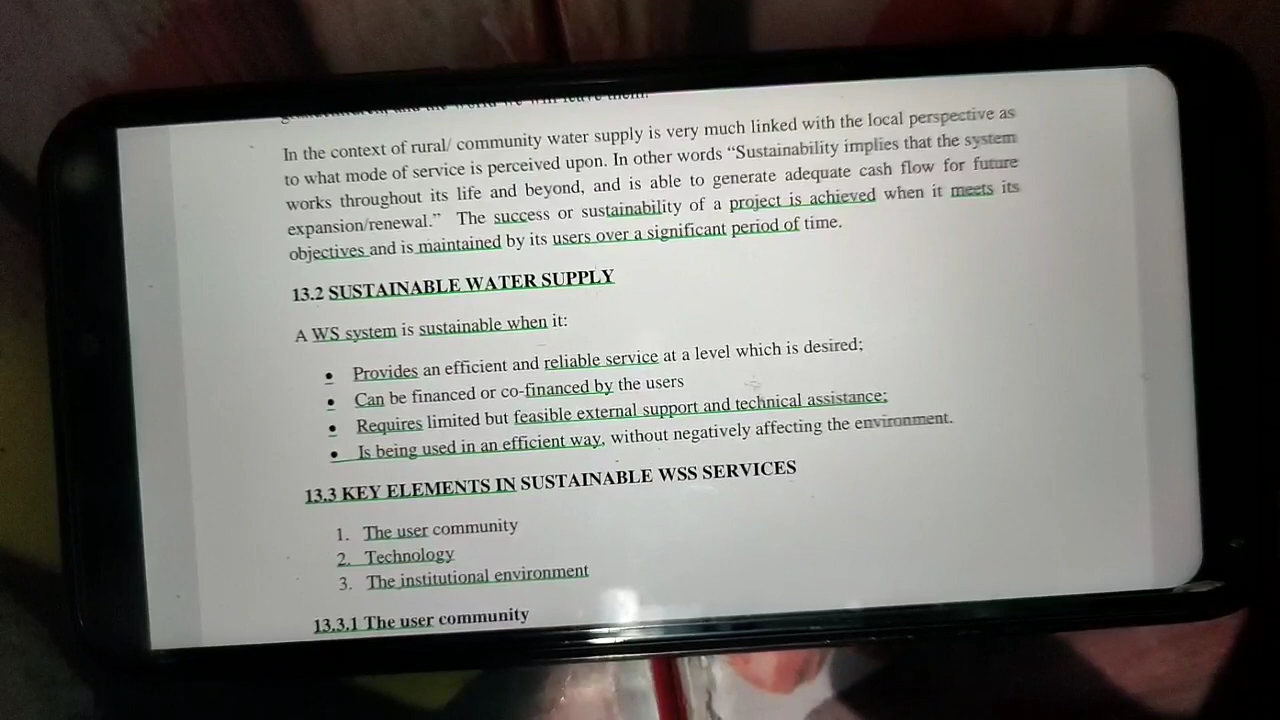 and the world we will leave them.
In the context of rural/ community water supply is very much linked with the local perspective as
to what mode of service is perceived upon. In other words “Sustainability implies that the system
works throughout its life and beyond, and is able to generate adequate cash flow for future
expansion/renewal.” The success or sustainability of a project is achieved when it meets its
objectives and is maintained by its users over a significant period of time.
13.2 SUSTAINABLE WATER SUPPLY
A WS system is sustainable when it:
• Provides an efficient and reliable service at a level which is desired;
• Can be financed or co-financed by the users
• Requires limited but feasible external support and technical assistance;
• Is being used in an efficient way, without negatively affecting the environment.
13.3 KEY ELEMENTS IN SUSTAINABLE WSS SERVICES
1. The user community
2. Technology
3. The institutional environment
13.3.1 The user community